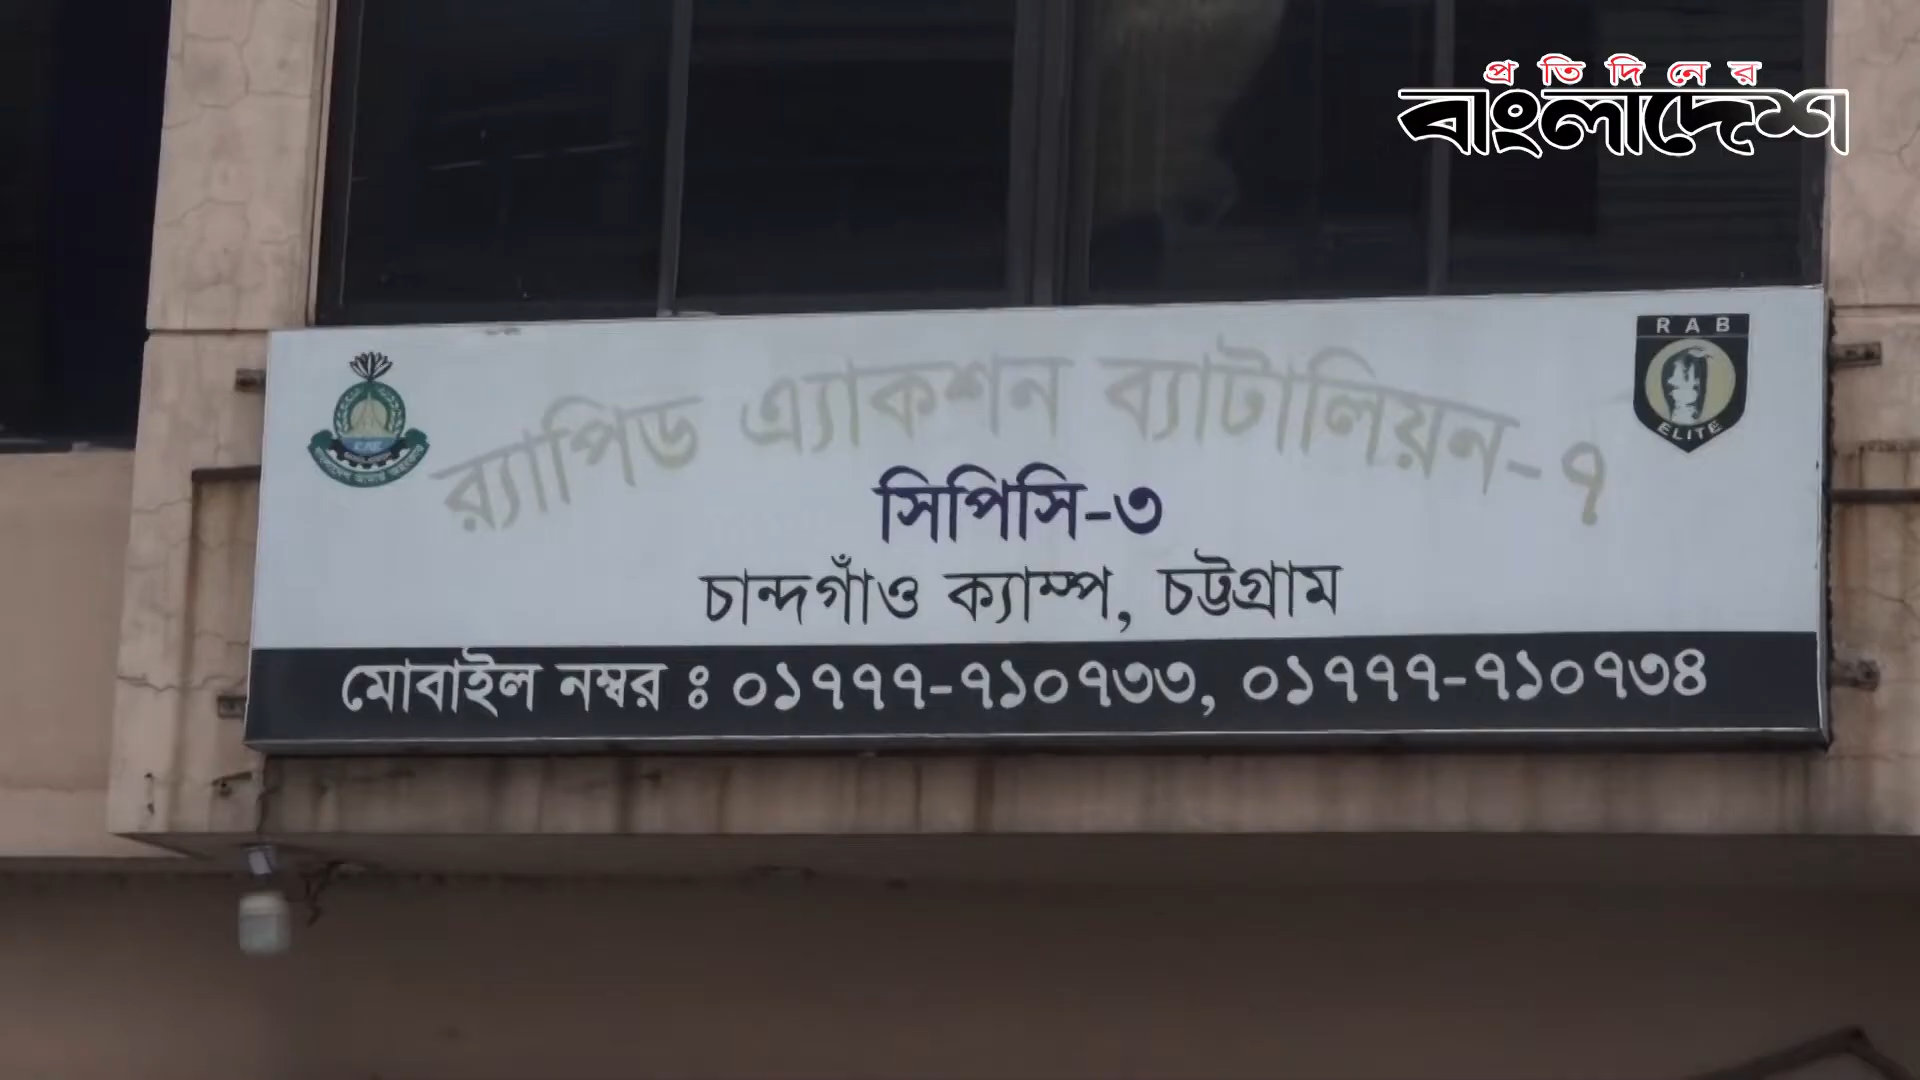 প্রতিদিনের
বাংলাদেশ
RAB
ELITE
র‍্যাপিড এ্যাকশন ব্যাটালিয়ন-৭
সিপিসি-৩
চান্দগাঁও ক্যাম্প, চট্টগ্রাম
মোবাইল নম্বর ঃ ০১৭৭৭-৭১০৭৩৩, ০১৭৭৭-৭১০৭৩৪